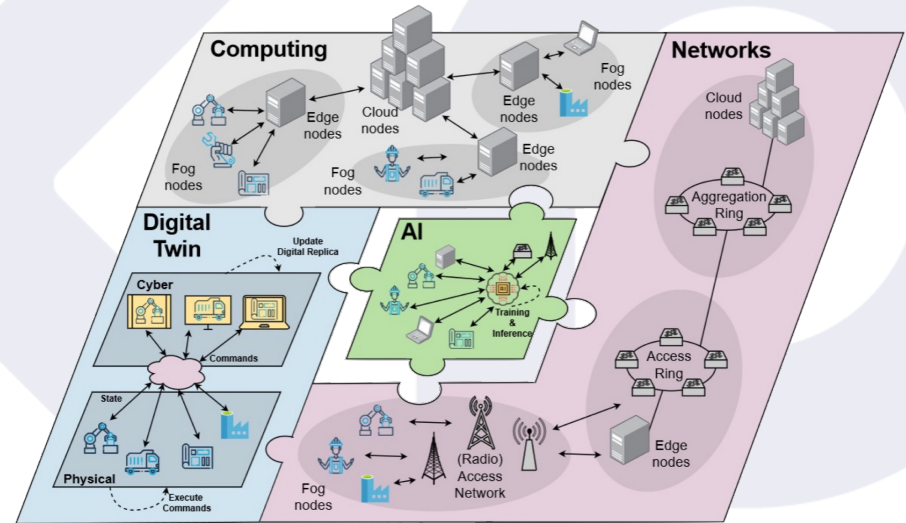 Computing
Cloud
nodes
Edge
nodes
Fog
nodes
Edge
nodes
Fog
nodes
Edge
nodes
Fog
nodes
Networks
Cloud
nodes
Aggregation
Ring
Access
Ring
Edge
nodes
(Radio)
Access
Network
Fog
nodes
Digital
Twin
Update
Digital Replica
Cyber
Commands
State
Physical
Execute
Commands
AI
Training
&
Inference